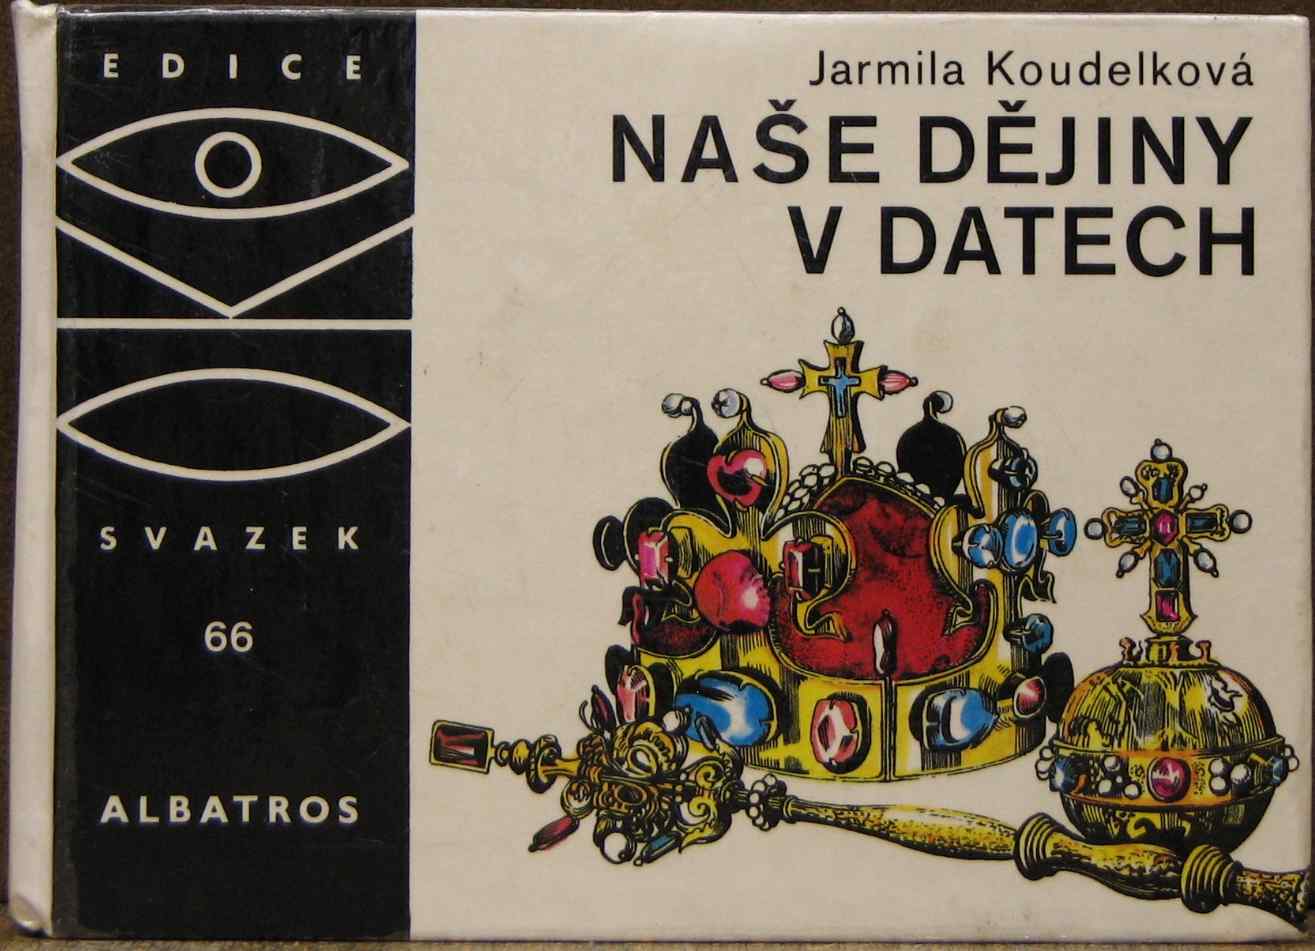 EDICE
SVAZEK
66
ALBATROS
Jarmila Koudelková
NAŠE DĚJINY
V DATECH